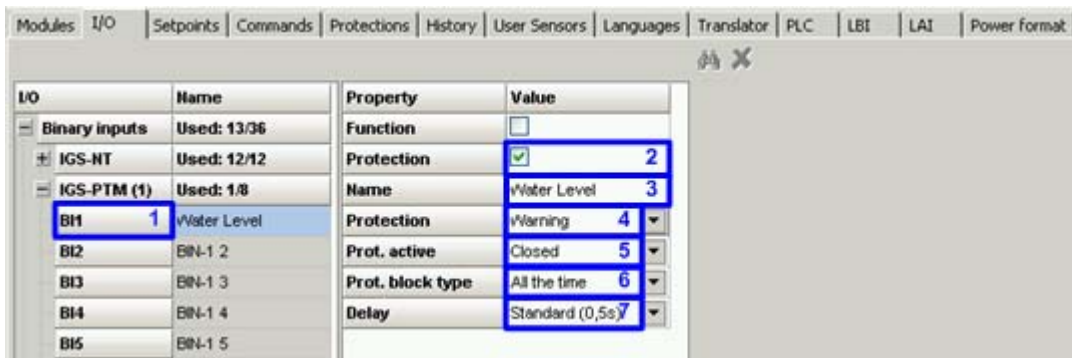 Modules I/O Setpoints Commands Protections History User Sensors Languages Translator PLC LBI LAI Power format
I/O Name Property Value
Binary inputs Used: 13/36 Function
IGS-NT Used: 12/12 Protection 2
IGS-PTM (1) Used: 1/8 Name Water Level 3
BI1 1 Water Level Protection Warning 4
BI2 BIN-1 2 Prot. active Closed 5
BI3 BIN-1 3 Prot. block type All the time 6
BI4 BIN-1 4 Delay Standard (0,5s) 7
BI5 BIN-1 5